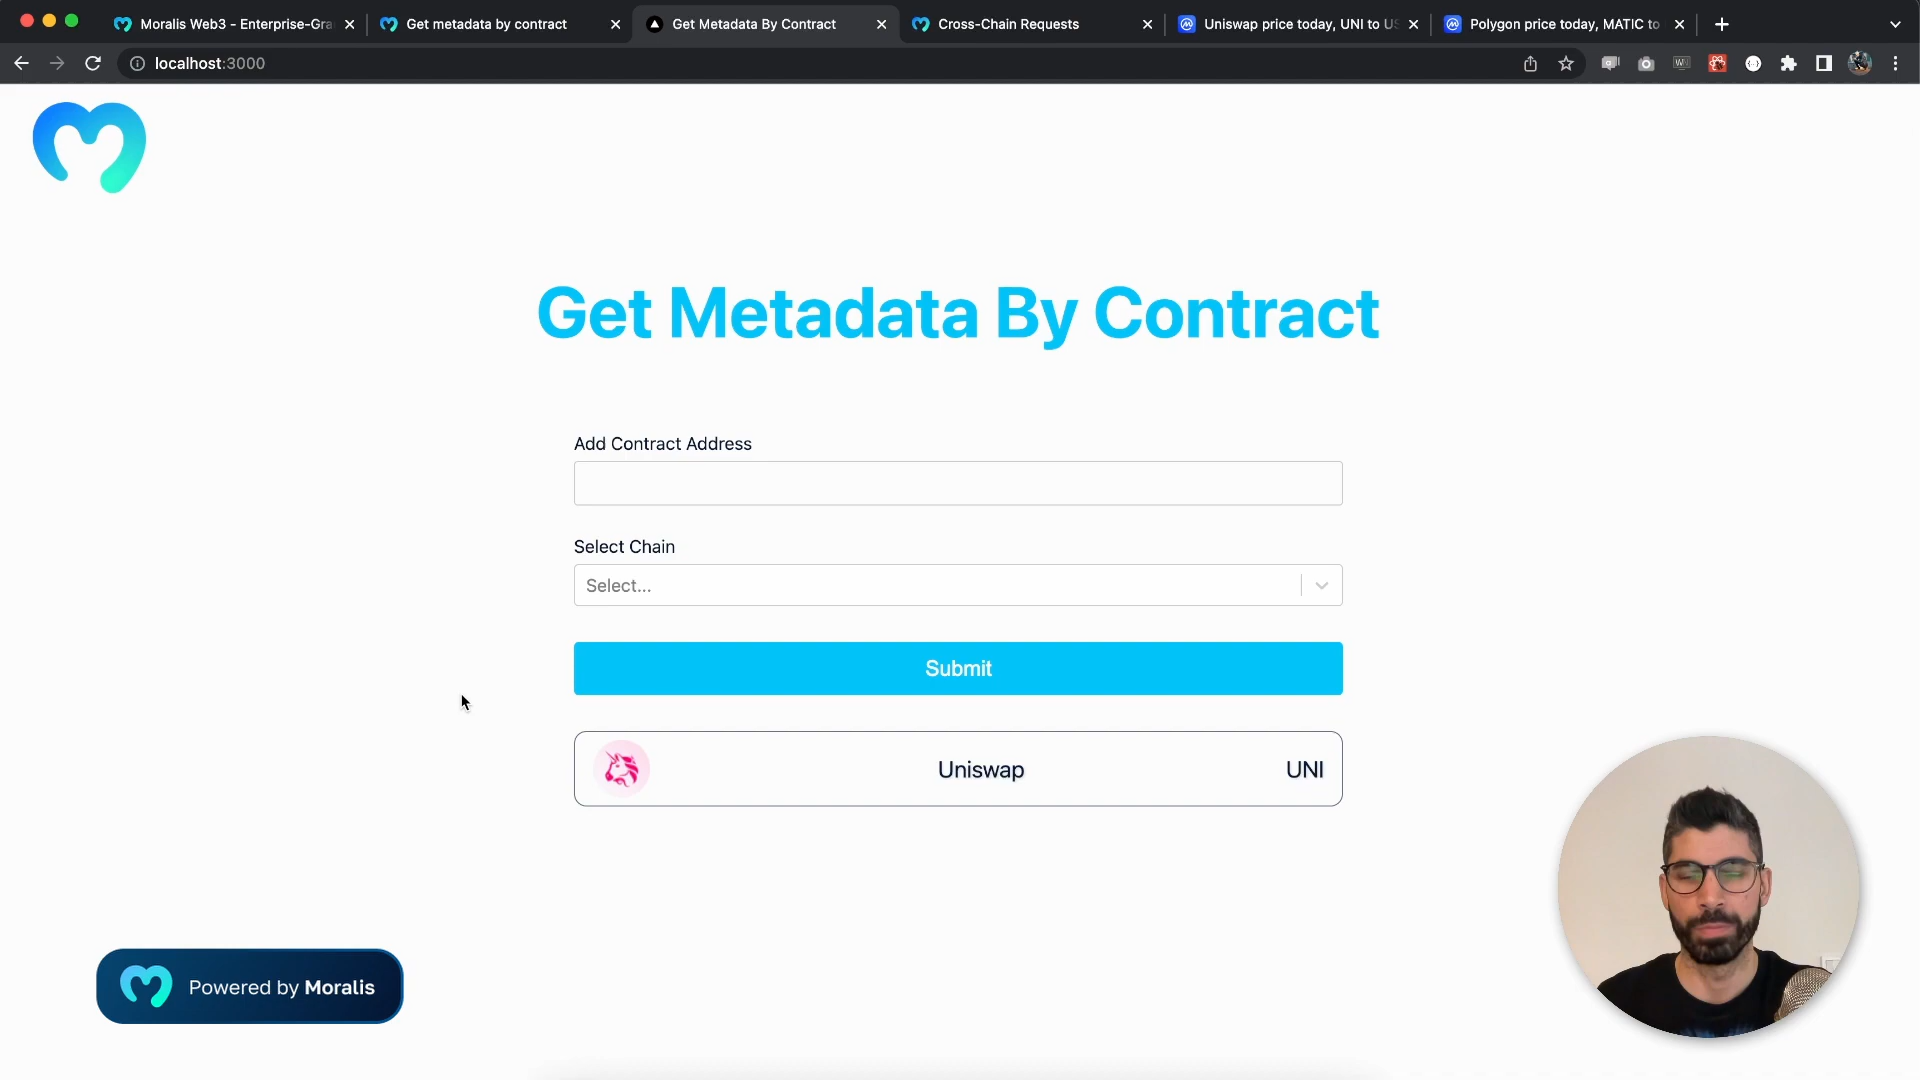 Moralis Web3 - Enterprise-Gra
Get metadata by contract
Get Metadata By Contract
Cross-Chain Requests
Uniswap price today, UNI to US
Polygon price today, MATIC to
localhost:3000
Get Metadata By Contract
Add Contract Address
Select Chain
Select...
Submit
Uniswap
UNI
Powered by Moralis